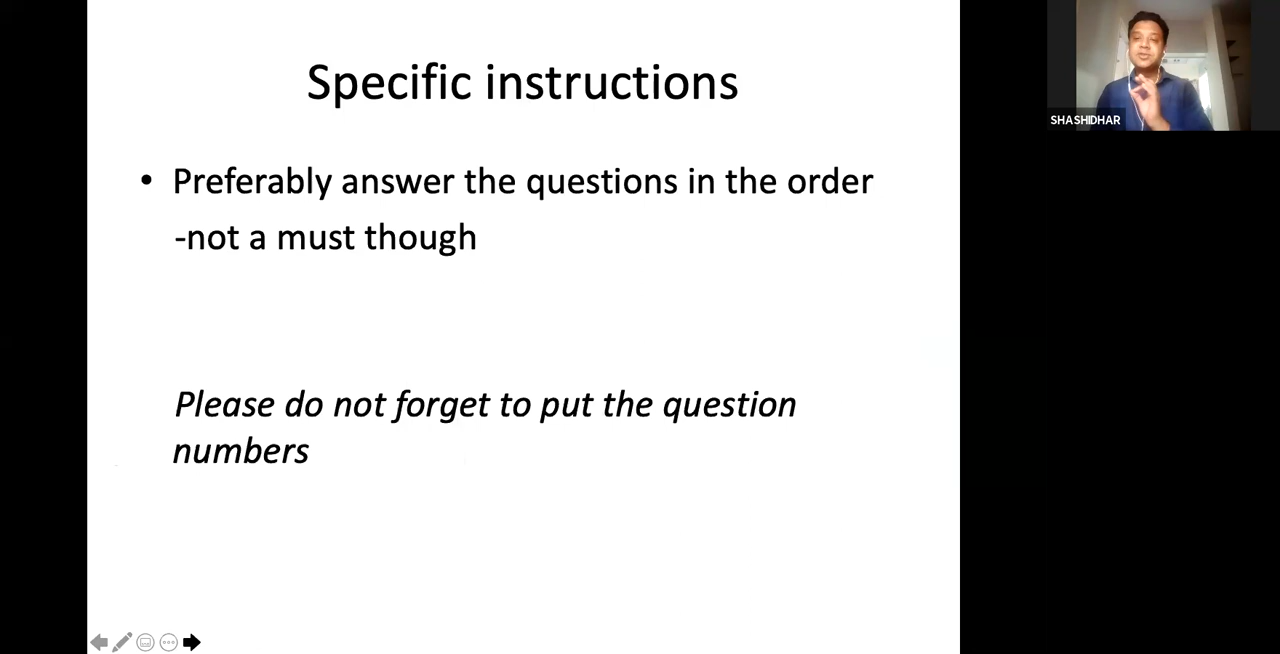 Specific instructions
• Preferably answer the questions in the order
-not a must though
Please do not forget to put the question
numbers
SHASHIDHAR